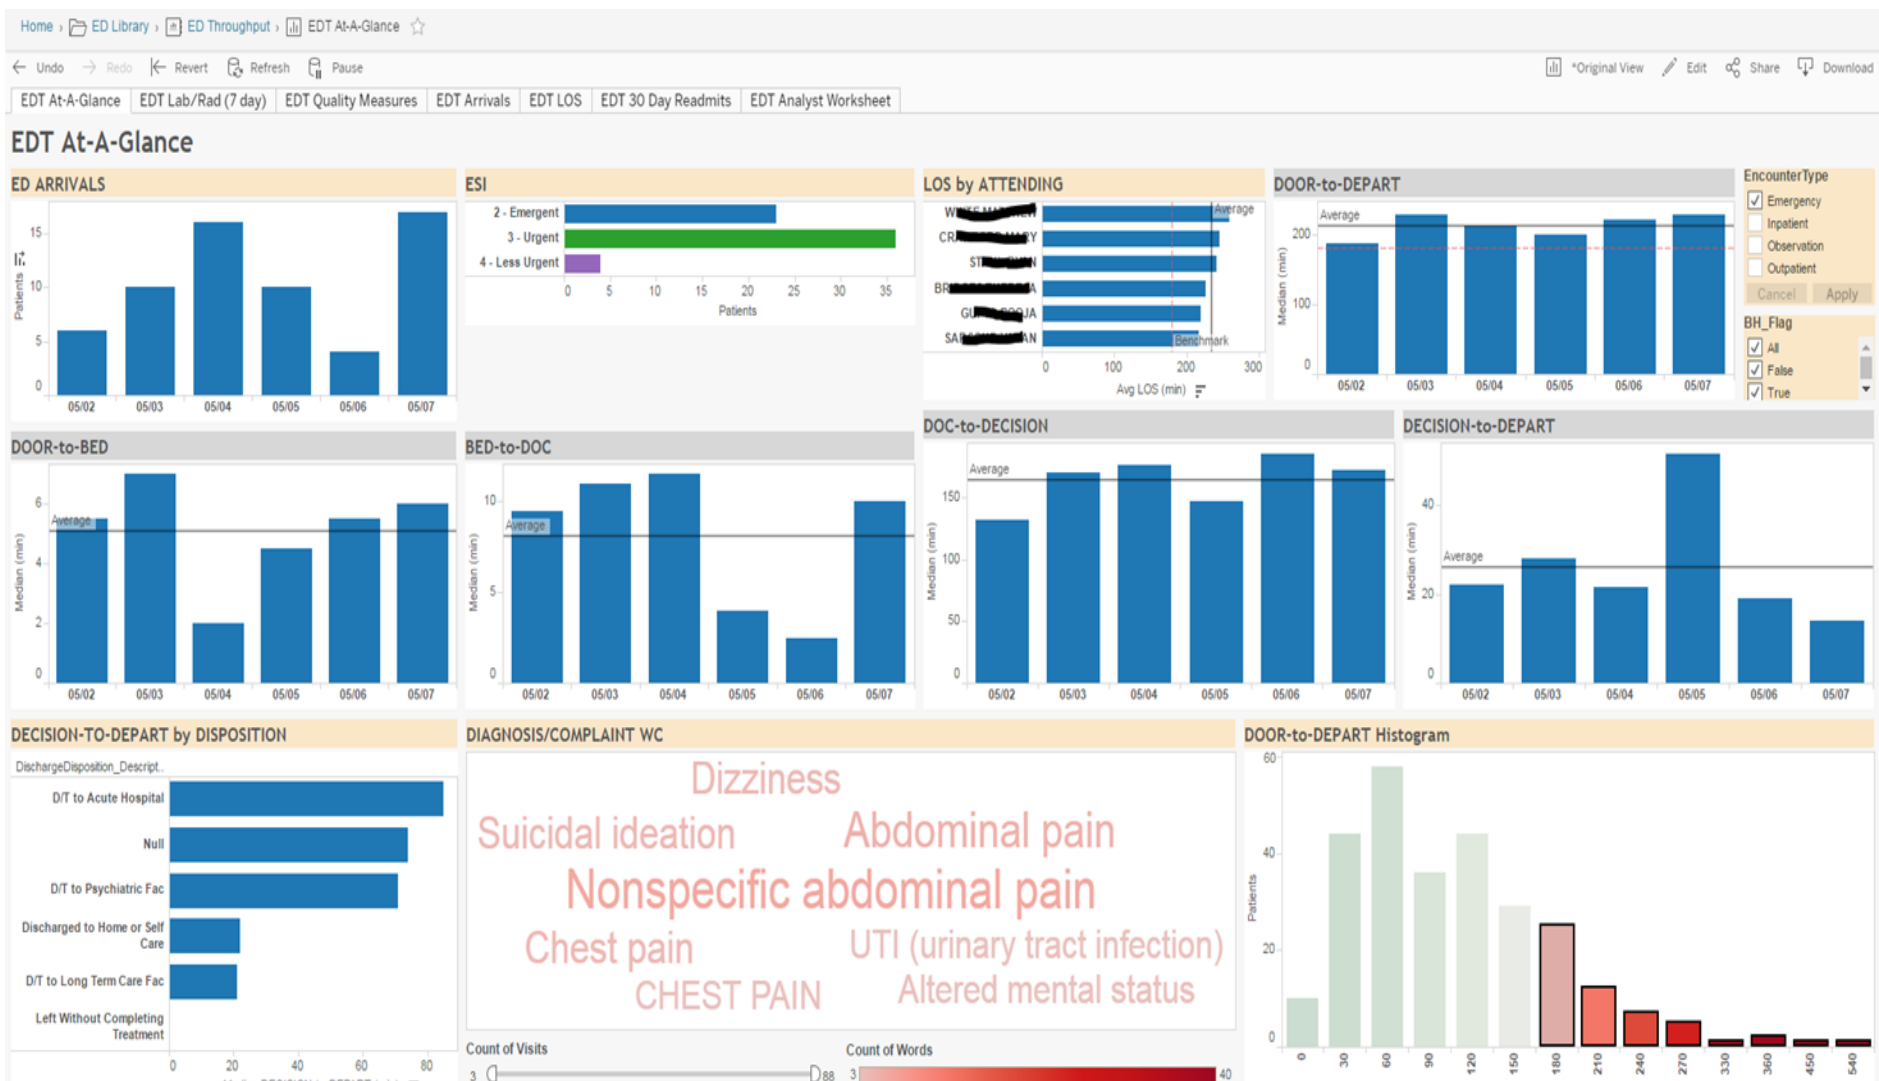 Home › ED Library › ED Throughput › EDT At-A-Glance
Undo Redo Revert Refresh Pause *Original View Edit Share Download
EDT At-A-Glance EDT Lab/Rad (7 day) EDT Quality Measures EDT Arrivals EDT LOS EDT 30 Day Readmits EDT Analyst Worksheet
EDT At-A-Glance
ED ARRIVALS
15
10
5
0
Patients
05/02 05/03 05/04 05/05 05/06 05/07
ESI
2 - Emergent
3 - Urgent
4 - Less Urgent
0 5 10 15 20 25 30 35
Patients
LOS by ATTENDING
Average
Benchmark
0 100 200 300
Avg LOS (min)
DOOR-to-DEPART
Average
200
100
0
Median (min)
05/02 05/03 05/04 05/05 05/06 05/07
EncounterType
Emergency
Inpatient
Observation
Outpatient
Cancel Apply
BH_Flag
All
False
True
DOOR-to-BED
6
4
2
0
Average
Median (min)
05/02 05/03 05/04 05/05 05/06 05/07
BED-to-DOC
10
5
0
Average
Median (min)
05/02 05/03 05/04 05/05 05/06 05/07
DOC-to-DECISION
Average
150
100
50
0
Median (min)
05/02 05/03 05/04 05/05 05/06 05/07
DECISION-to-DEPART
40
20
0
Average
Median (min)
05/02 05/03 05/04 05/05 05/06 05/07
DECISION-TO-DEPART by DISPOSITION
DischargeDisposition_Descript..
D/T to Acute Hospital
Null
D/T to Psychiatric Fac
Discharged to Home or Self
Care
D/T to Long Term Care Fac
Left Without Completing
Treatment
0 20 40 60 80
DIAGNOSIS/COMPLAINT WC
Dizziness
Suicidal ideation Abdominal pain
Nonspecific abdominal pain
Chest pain UTI (urinary tract infection)
CHEST PAIN Altered mental status
Count of Visits
3 88
Count of Words
3 40
DOOR-to-DEPART Histogram
60
40
20
0
Patients
0 30 60 90 120 150 180 210 240 270 330 360 450 540